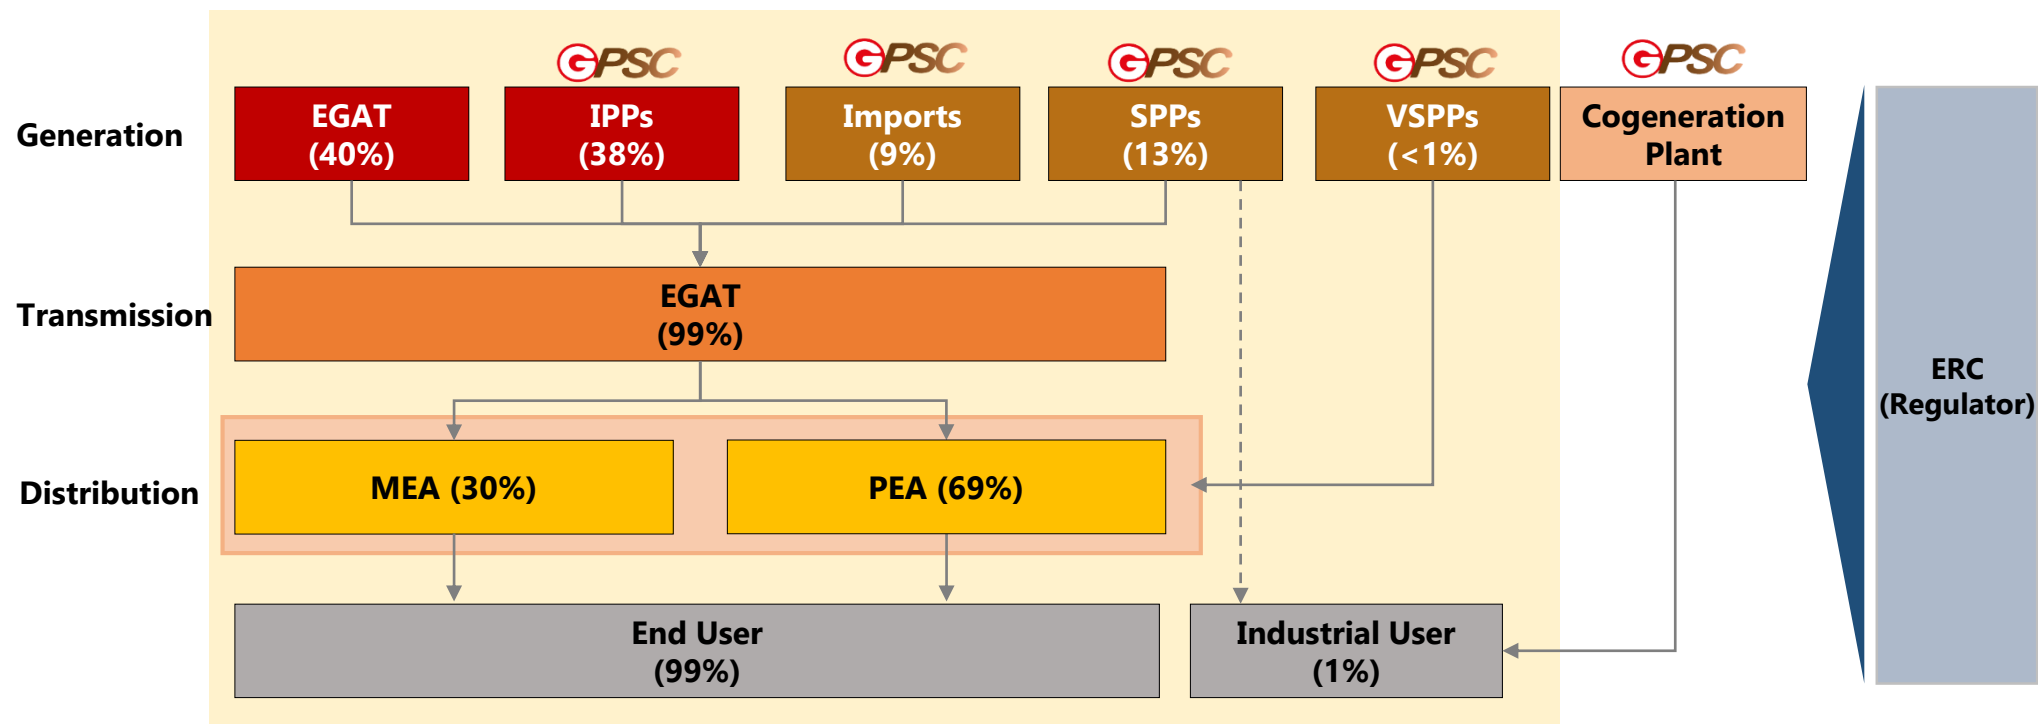 GPSC GPSC GPSC GPSC GPSC
Generation
EGAT
(40%)
IPPs
(38%)
Imports
(9%)
SPPs
(13%)
VSPPs
(<1%)
Cogeneration
Plant
Transmission
EGAT
(99%)
ERC
(Regulator)
Distribution
MEA (30%)
PEA (69%)
End User
(99%)
Industrial User
(1%)